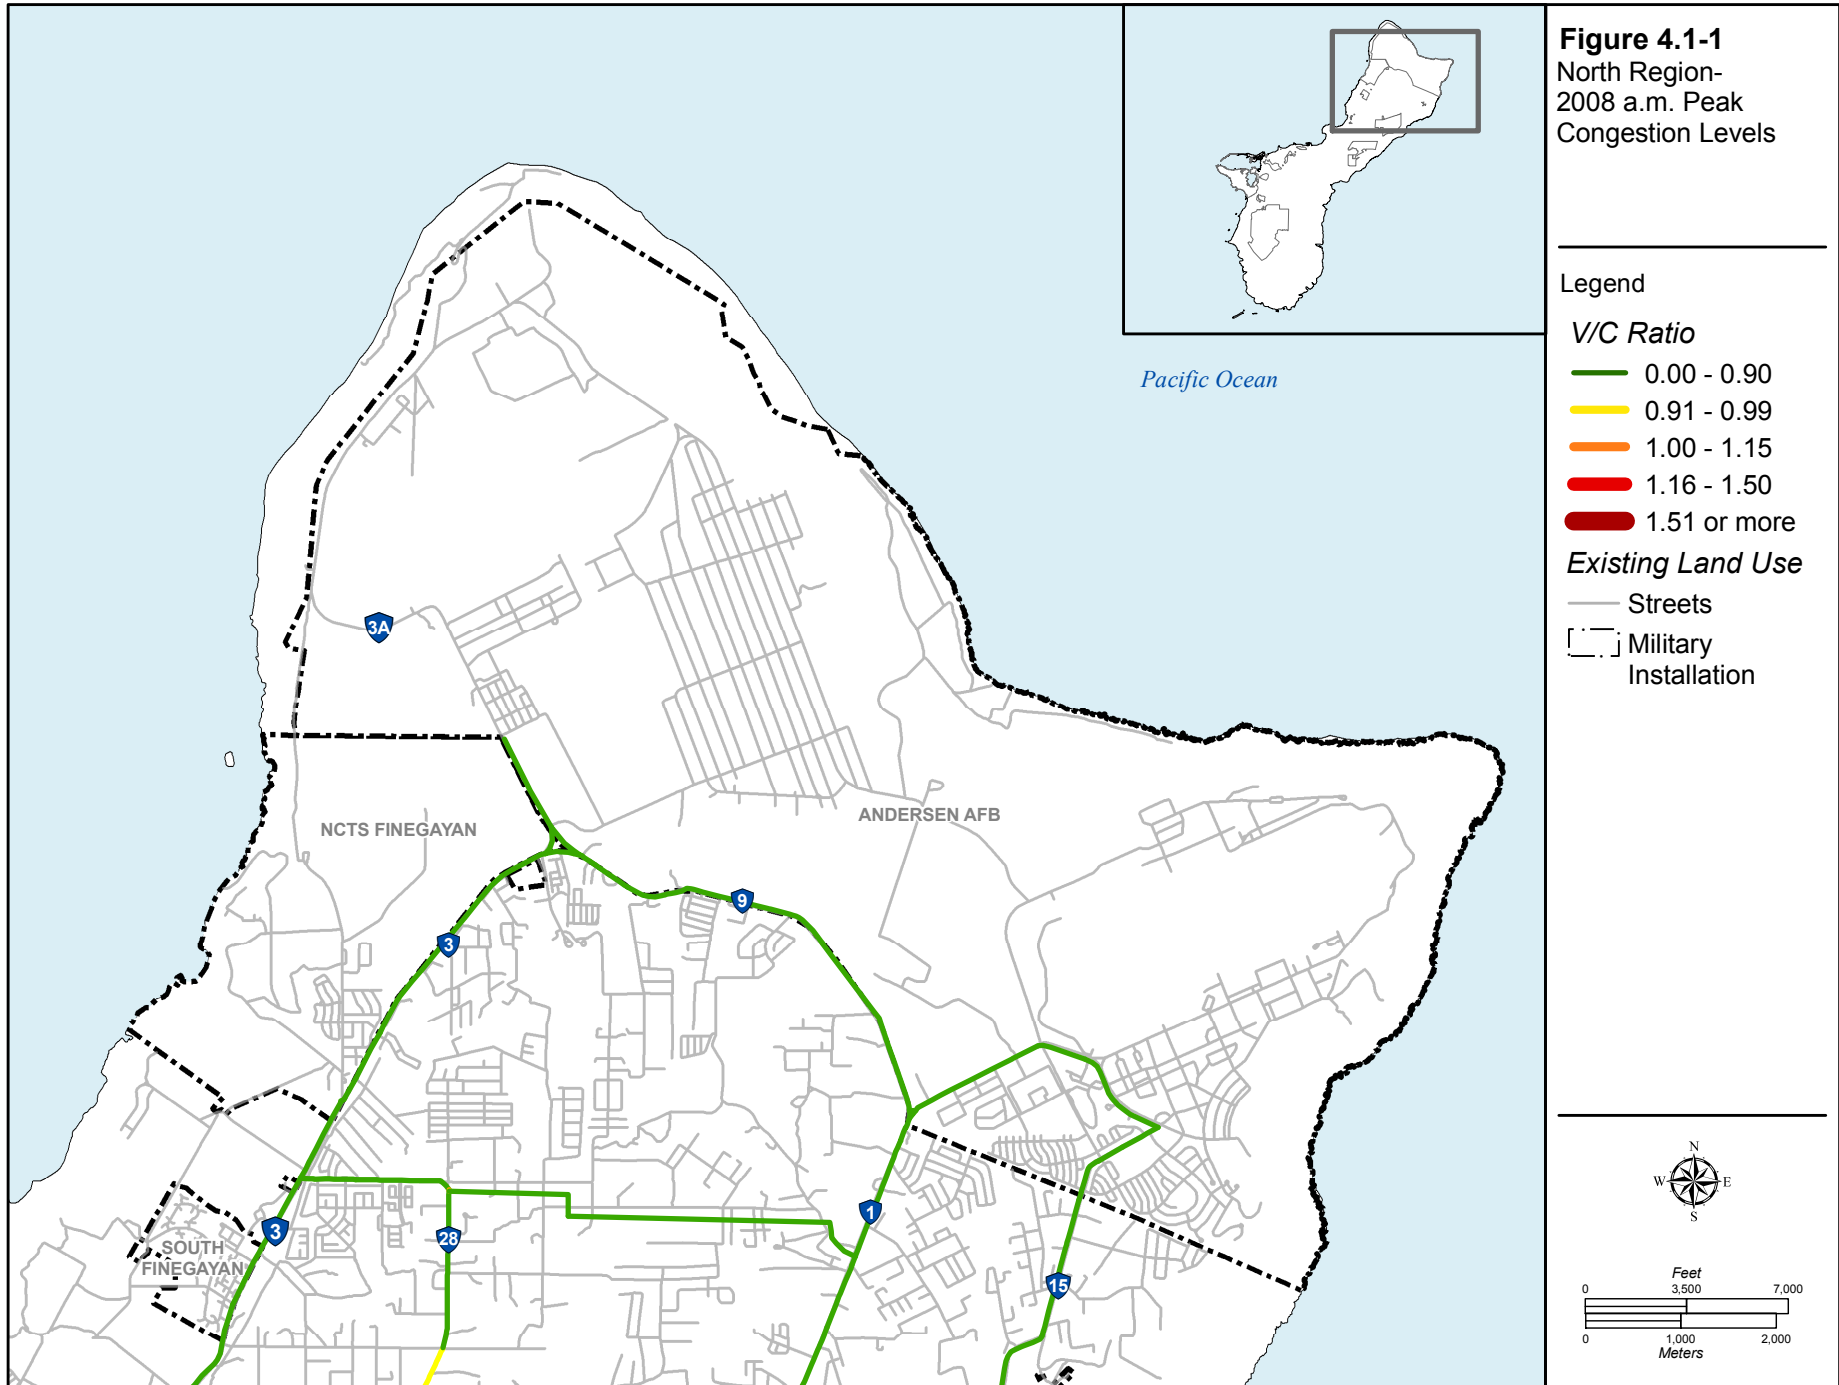 Figure 4.1-1
North Region-
2008 a.m. Peak
Congestion Levels
Legend
V/C Ratio
0.00 - 0.90
0.91 - 0.99
1.00 - 1.15
1.16 - 1.50
1.51 or more
Existing Land Use
Streets
Military
Installation
Pacific Ocean
3A
NCTS FINEGAYAN
ANDERSEN AFB
9
3
1
3
28
SOUTH
FINEGAYAN
15
N
W E
S
Feet
0 3,500 7,000
0 1,000 2,000
Meters